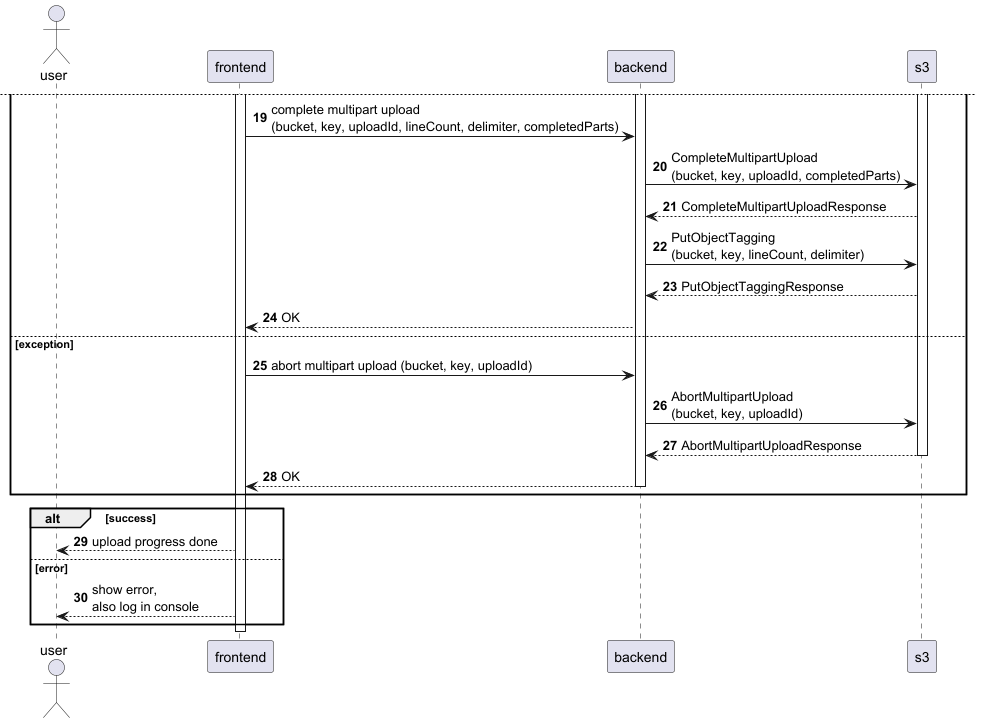 user
frontend
backend
s3
19 complete multipart upload
(bucket, key, uploadId, lineCount, delimiter, completedParts)
20 CompleteMultipartUpload
(bucket, key, uploadId, completedParts)
21 CompleteMultipartUploadResponse
22 PutObjectTagging
(bucket, key, lineCount, delimiter)
23 PutObjectTaggingResponse
24 OK
[exception]
25 abort multipart upload (bucket, key, uploadId)
26 AbortMultipartUpload
(bucket, key, uploadId)
27 AbortMultipartUploadResponse
28 OK
alt [success]
29 upload progress done
[error]
30 show error,
also log in console
user
frontend
backend
s3